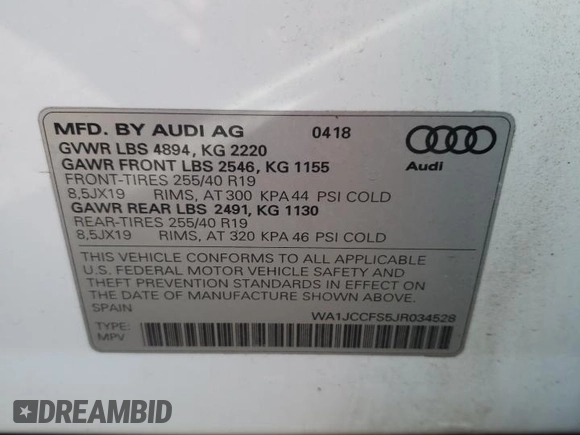 MFD. BY AUDI AG 0418
GVWR LBS 4894, KG 2220
GAWR FRONT LBS 2546, KG 1155
FRONT-TIRES 255/40 R19
8,5JX19 RIMS, AT 300 KPA 44 PSI COLD
GAWR REAR LBS 2491, KG 1130
REAR-TIRES 255/40 R19
8,5JX19 RIMS, AT 320 KPA 46 PSI COLD
Audi
THIS VEHICLE CONFORMS TO ALL APPLICABLE
U.S. FEDERAL MOTOR VEHICLE SAFETY AND
THEFT PREVENTION STANDARDS IN EFFECT ON
THE DATE OF MANUFACTURE SHOWN ABOVE.
SPAIN WA1JCCFS5JR034528
TYPE:
MPV
DREAMBID